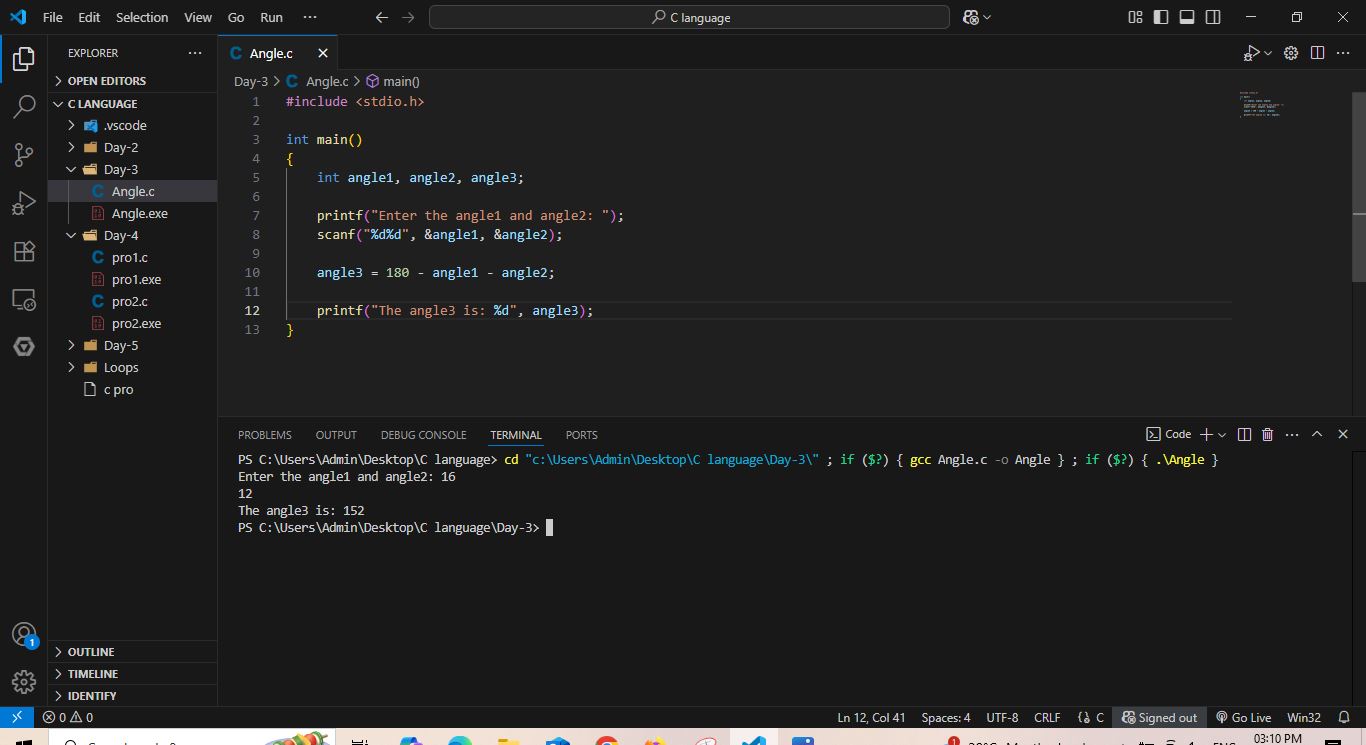 File Edit Selection View Go Run ··· C language
EXPLORER ···
OPEN EDITORS
C LANGUAGE
.vscode
Day-2
Day-3
C Angle.c
Angle.exe
Day-4
C pro1.c
pro1.exe
C pro2.c
pro2.exe
Day-5
Loops
c pro
OUTLINE
TIMELINE
IDENTIFY
C Angle.c
Day-3 > C Angle.c > main()
1 #include <stdio.h>
2
3 int main()
4 {
5 int angle1, angle2, angle3;
6
7 printf("Enter the angle1 and angle2: ");
8 scanf("%d%d", &angle1, &angle2);
9
10 angle3 = 180 - angle1 - angle2;
11
12 printf("The angle3 is: %d", angle3);
13 }
PROBLEMS OUTPUT DEBUG CONSOLE TERMINAL PORTS Code
PS C:\Users\Admin\Desktop\C language> cd "c:\Users\Admin\Desktop\C language\Day-3\" ; if ($?) { gcc Angle.c -o Angle } ; if ($?) { .\Angle }
Enter the angle1 and angle2: 16
12
The angle3 is: 152
PS C:\Users\Admin\Desktop\C language\Day-3>
1
0 0 Ln 12, Col 41 Spaces: 4 UTF-8 CRLF {} C Signed out Go Live Win32
03:10 PM